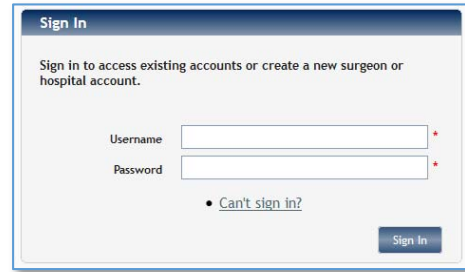 Sign In
Sign in to access existing accounts or create a new surgeon or
hospital account.
Username *
Password *
• Can't sign in?
Sign In